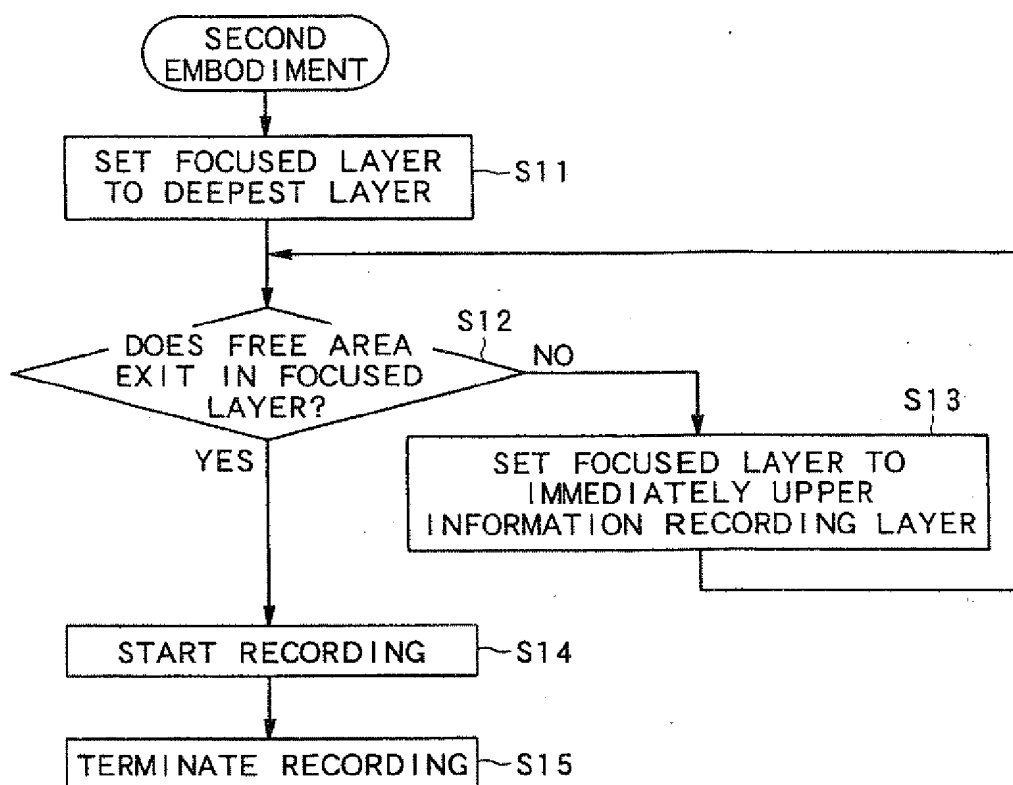 SECOND
EMBODIMENT
SET FOCUSED LAYER
TO DEEPEST LAYER
S11
S12
DOES FREE AREA
EXIT IN FOCUSED
LAYER?
NO
YES
S13
SET FOCUSED LAYER TO
IMMEDIATELY UPPER
INFORMATION RECORDING LAYER
START RECORDING
S14
TERMINATE RECORDING
S15